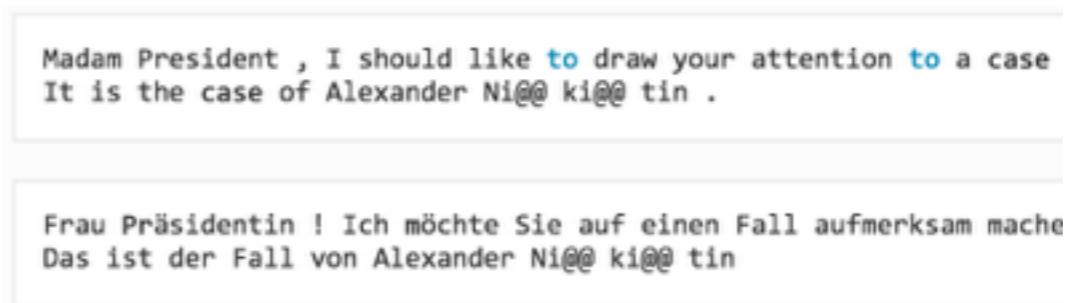 Madam President , I should like to draw your attention to a case
It is the case of Alexander Ni@@ ki@@ tin .
Frau Präsidentin ! Ich möchte Sie auf einen Fall aufmerksam mache
Das ist der Fall von Alexander Ni@@ ki@@ tin